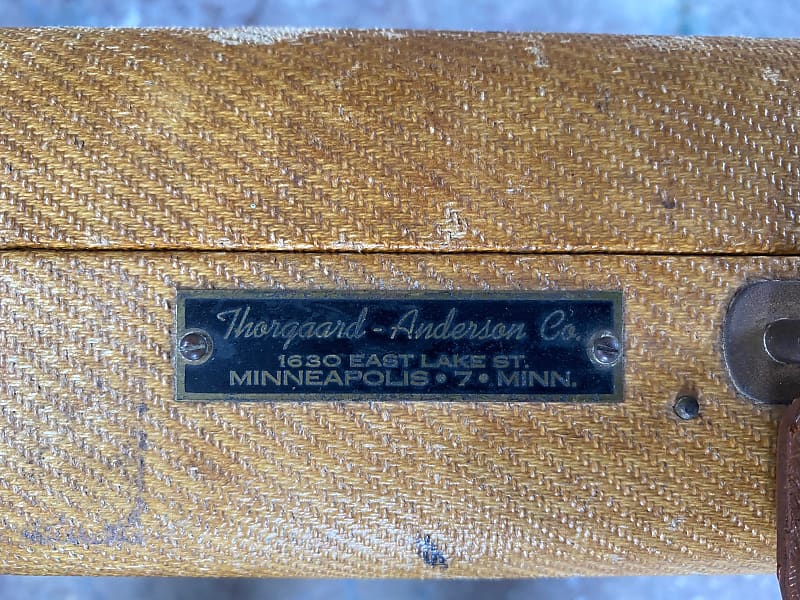 Thorgaard - Anderson Co.
1630 EAST LAKE ST.
MINNEAPOLIS • 7 • MINN.